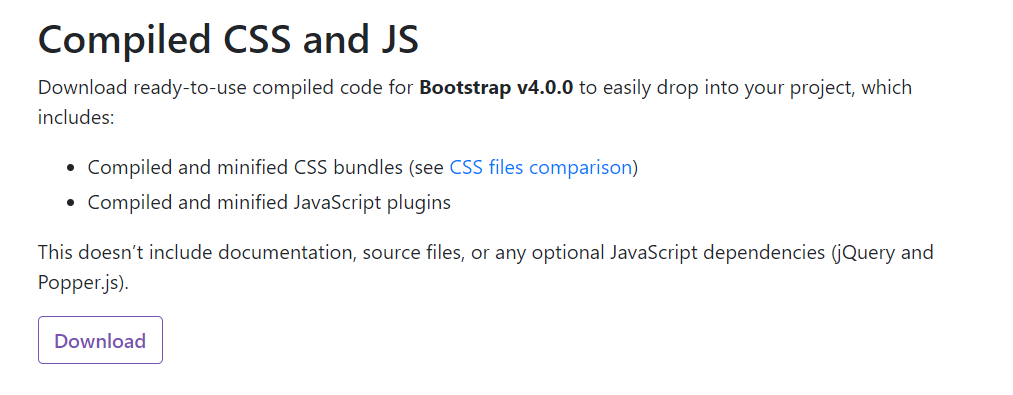 Compiled CSS and JS
Download ready-to-use compiled code for Bootstrap v4.0.0 to easily drop into your project, which
includes:
• Compiled and minified CSS bundles (see CSS files comparison)
• Compiled and minified JavaScript plugins
This doesn’t include documentation, source files, or any optional JavaScript dependencies (jQuery and
Popper.js).
Download